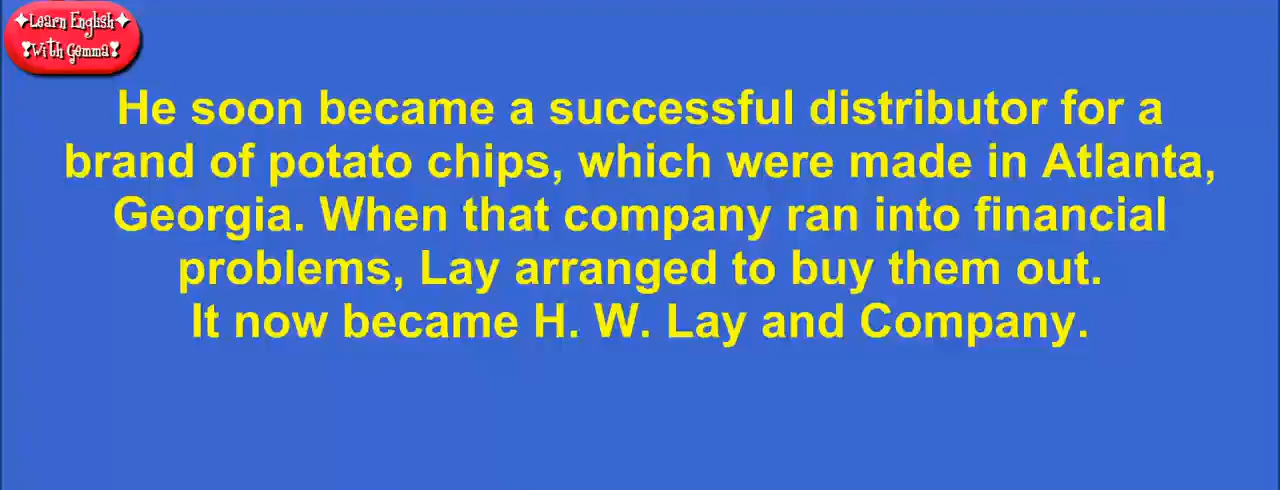 ✦Learn English✦
❣With Gemma❣
He soon became a successful distributor for a
brand of potato chips, which were made in Atlanta,
Georgia. When that company ran into financial
problems, Lay arranged to buy them out.
It now became H. W. Lay and Company.